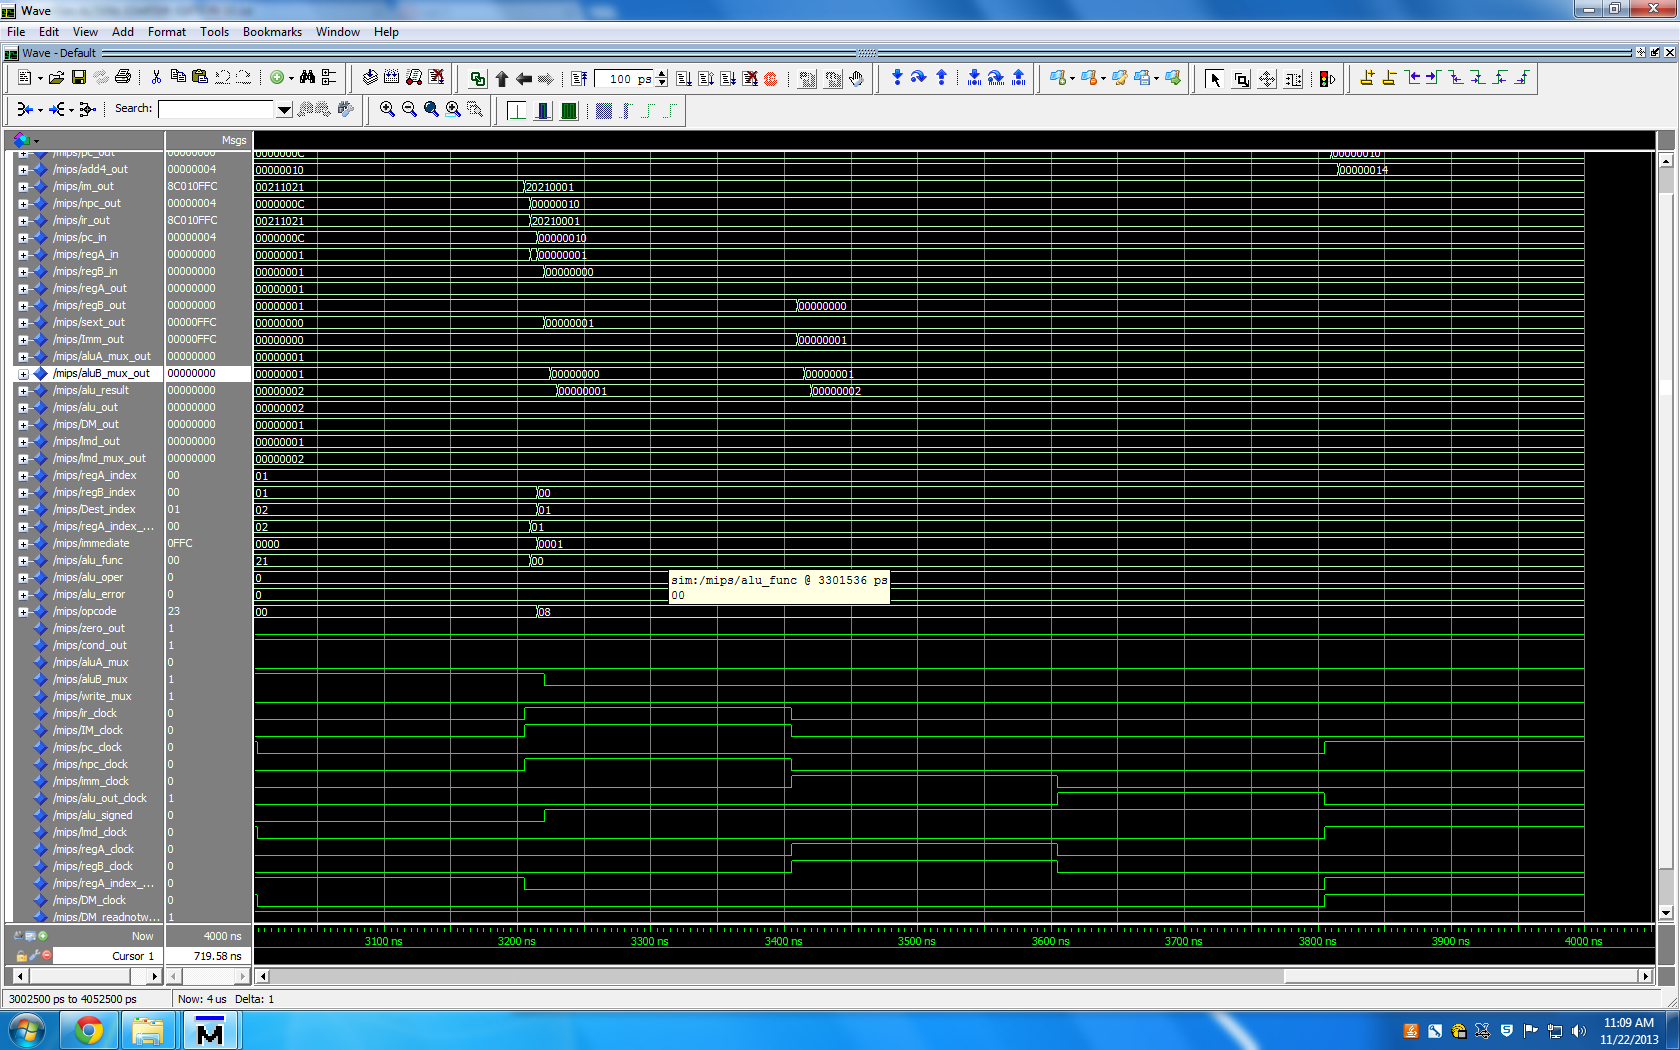 Wave
File Edit View Add Format Tools Bookmarks Window Help
Wave - Default
100 ps
Search:
Msgs
/mips/pc_out 00000000 0000000C 00000010
/mips/add4_out 00000004 00000010 00000014
/mips/im_out 8C010FFC 00211021 20210001
/mips/npc_out 00000004 0000000C 00000010
/mips/ir_out 8C010FFC 00211021 20210001
/mips/pc_in 00000004 0000000C 00000010
/mips/regA_in 00000000 00000001 00000001
/mips/regB_in 00000000 00000001 00000000
/mips/regA_out 00000000 00000001
/mips/regB_out 00000000 00000001 00000000
/mips/sext_out 00000FFC 00000000 00000001
/mips/Imm_out 00000FFC 00000000 00000001
/mips/aluA_mux_out 00000000 00000001
/mips/aluB_mux_out 00000000 00000001 00000000 00000001
/mips/alu_result 00000000 00000002 00000001 00000002
/mips/alu_out 00000000 00000002
/mips/DM_out 00000000 00000001
/mips/lmd_out 00000000 00000001
/mips/lmd_mux_out 00000000 00000002
/mips/regA_index 00 01
/mips/regB_index 00 01 00
/mips/Dest_index 01 02 01
/mips/regA_index_... 00 02 01
/mips/immediate 0FFC 0000 0001
/mips/alu_func 00 21 00
/mips/alu_oper 0 0
sim:/mips/alu_func @ 3301536 ps
00
/mips/alu_error 0 0
/mips/opcode 23 00 08
/mips/zero_out 1
/mips/cond_out 1
/mips/aluA_mux 0
/mips/aluB_mux 1
/mips/write_mux 1
/mips/ir_clock 0
/mips/IM_clock 0
/mips/pc_clock 0
/mips/npc_clock 0
/mips/imm_clock 0
/mips/alu_out_clock 1
/mips/alu_signed 0
/mips/lmd_clock 0
/mips/regA_clock 0
/mips/regB_clock 0
/mips/regA_index_... 0
/mips/DM_clock 0
/mips/DM_readnotw... 1
Now 4000 ns 3100 ns 3200 ns 3300 ns 3400 ns 3500 ns 3600 ns 3700 ns 3800 ns 3900 ns 4000 ns
Cursor 1 719.58 ns
3002500 ps to 4052500 ps Now: 4 us Delta: 1
M
11:09 AM
11/22/2013